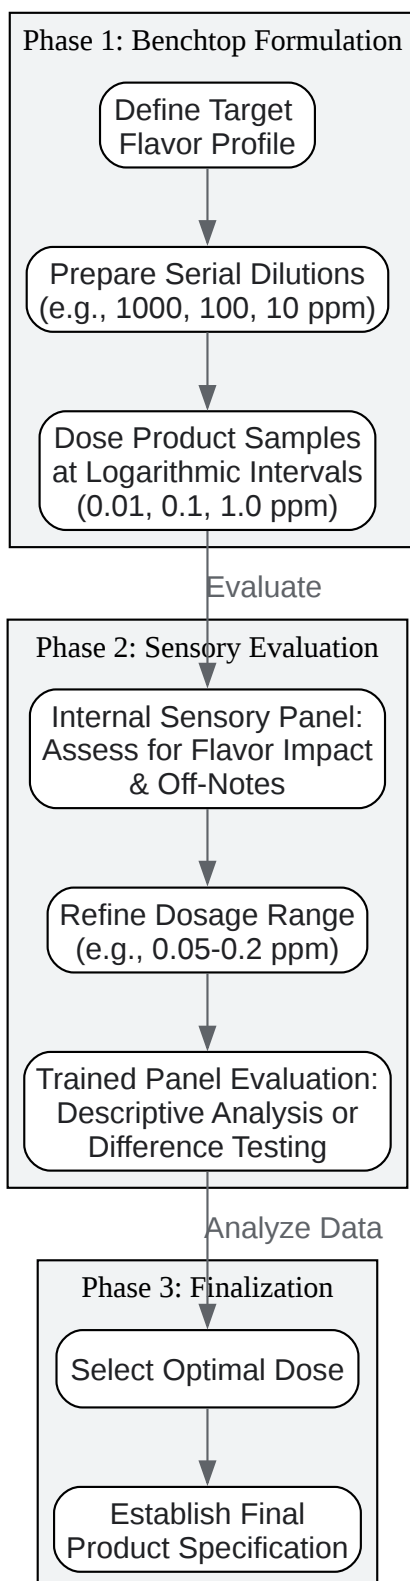 Phase 1: Benchtop Formulation
Define Target
Flavor Profile
Prepare Serial Dilutions
(e.g., 1000, 100, 10 ppm)
Dose Product Samples
at Logarithmic Intervals
(0.01, 0.1, 1.0 ppm)
Evaluate
Phase 2: Sensory Evaluation
Internal Sensory Panel:
Assess for Flavor Impact
& Off-Notes
Refine Dosage Range
(e.g., 0.05-0.2 ppm)
Trained Panel Evaluation:
Descriptive Analysis or
Difference Testing
Analyze Data
Phase 3: Finalization
Select Optimal Dose
Establish Final
Product Specification